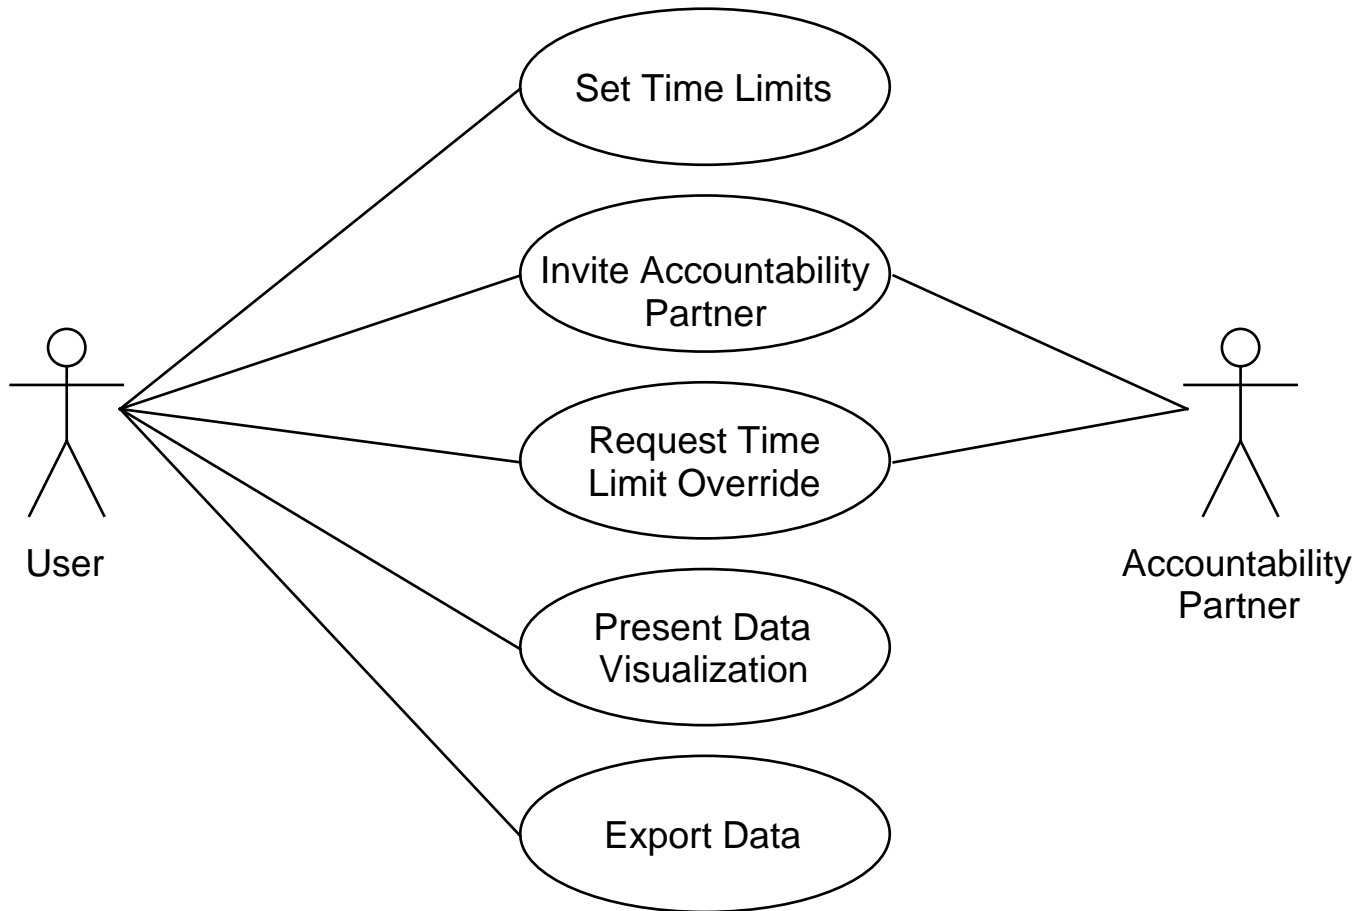 Set Time Limits
Invite Accountability
Partner
Request Time
Limit Override
User
Accountability
Partner
Present Data
Visualization
Export Data